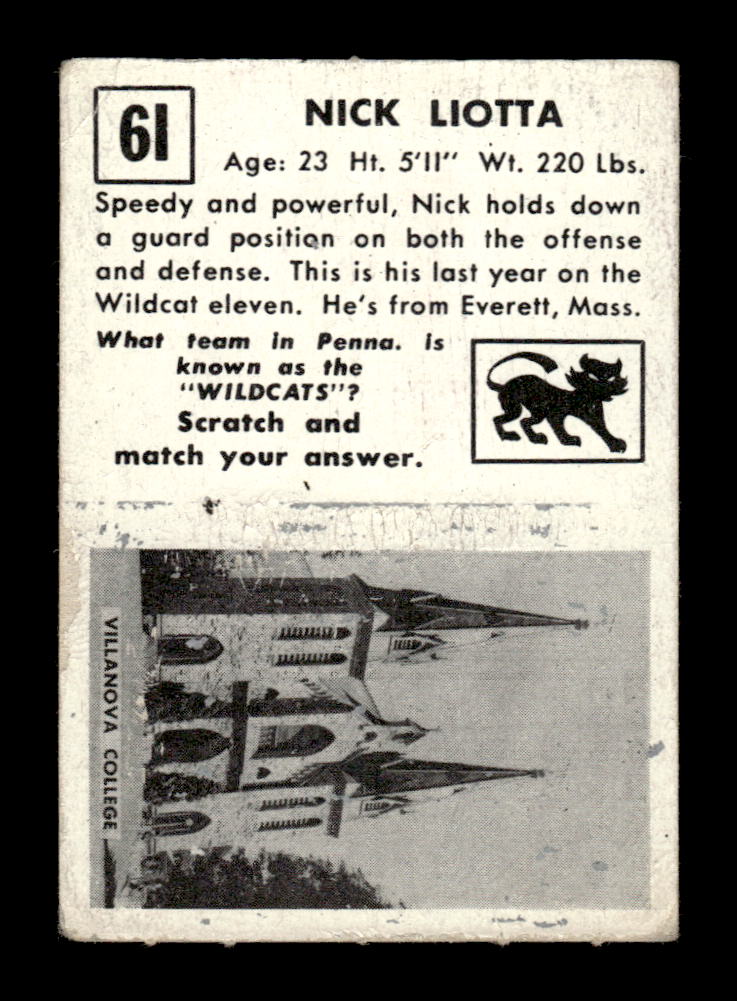 61
NICK LIOTTA
Age: 23 Ht. 5'11" Wt. 220 Lbs.
Speedy and powerful, Nick holds down
a guard position on both the offense
and defense. This is his last year on the
Wildcat eleven. He's from Everett, Mass.
What team in Penna. is
known as the
"WILDCATS"?
Scratch and
match your answer.
VILLANOVA COLLEGE